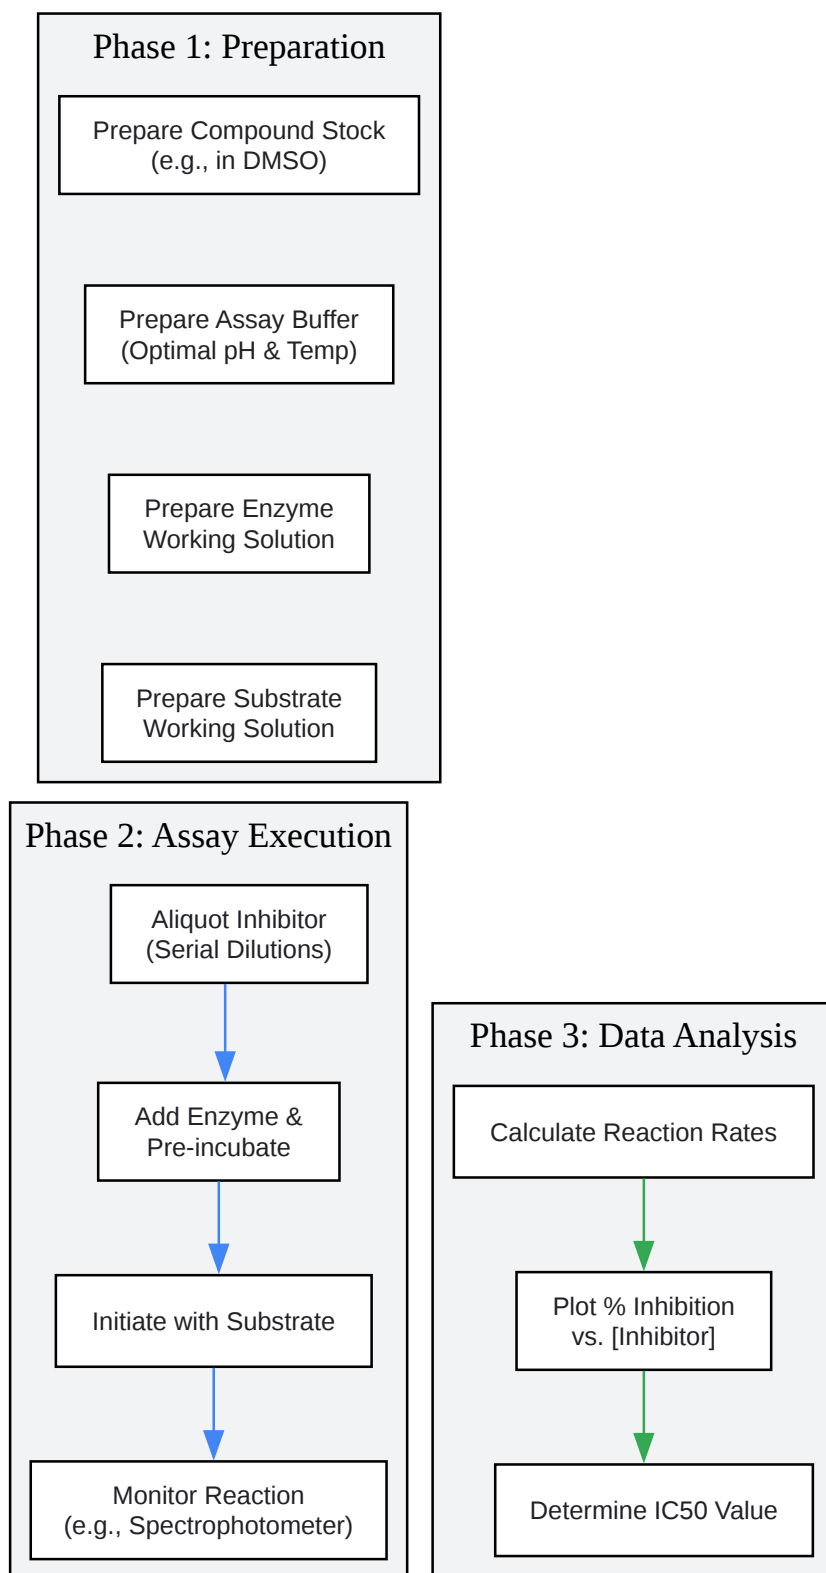 Phase 1: Preparation
Prepare Compound Stock
(e.g., in DMSO)
Prepare Assay Buffer
(Optimal pH & Temp)
Prepare Enzyme
Working Solution
Prepare Substrate
Working Solution
Phase 2: Assay Execution
Aliquot Inhibitor
(Serial Dilutions)
Add Enzyme &
Pre-incubate
Initiate with Substrate
Monitor Reaction
(e.g., Spectrophotometer)
Phase 3: Data Analysis
Calculate Reaction Rates
Plot % Inhibition
vs. [Inhibitor]
Determine IC50 Value